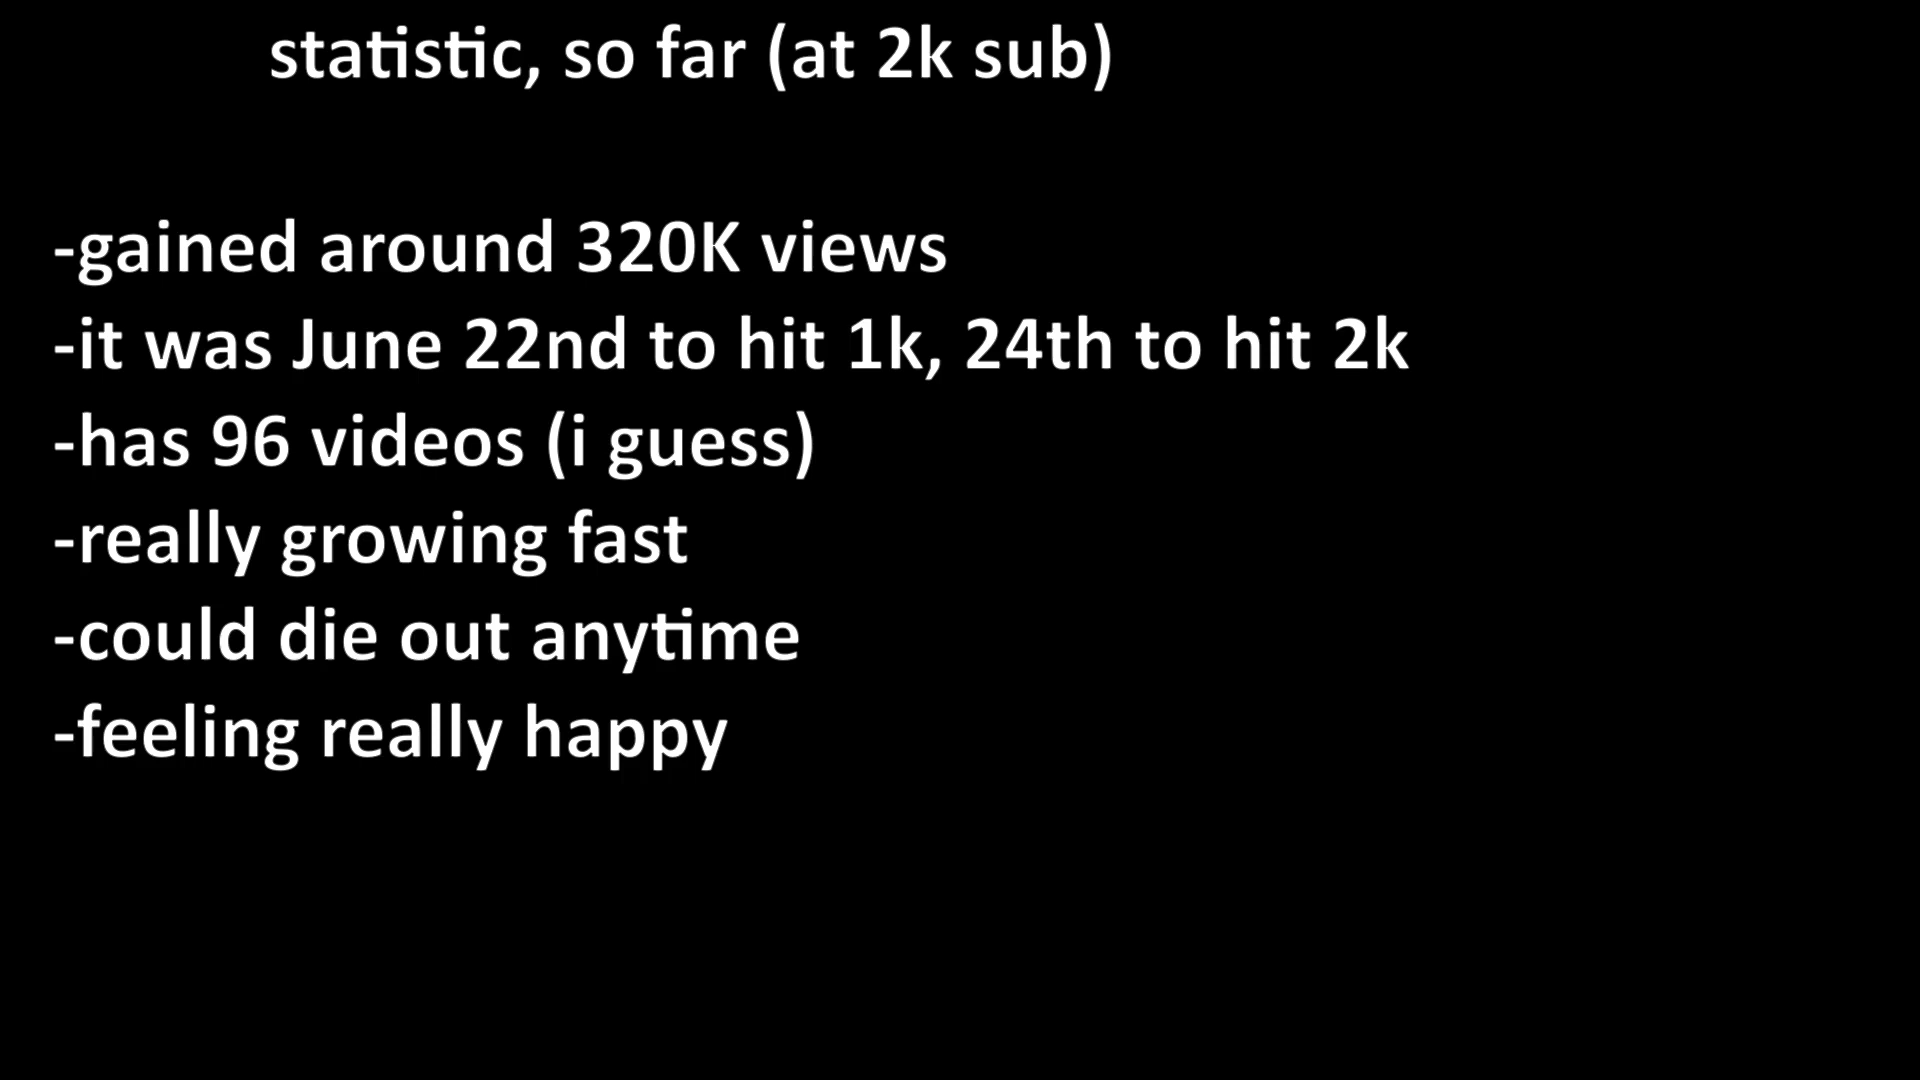 statistic, so far (at 2k sub)
-gained around 320K views
-it was June 22nd to hit 1k, 24th to hit 2k
-has 96 videos (i guess)
-really growing fast
-could die out anytime
-feeling really happy